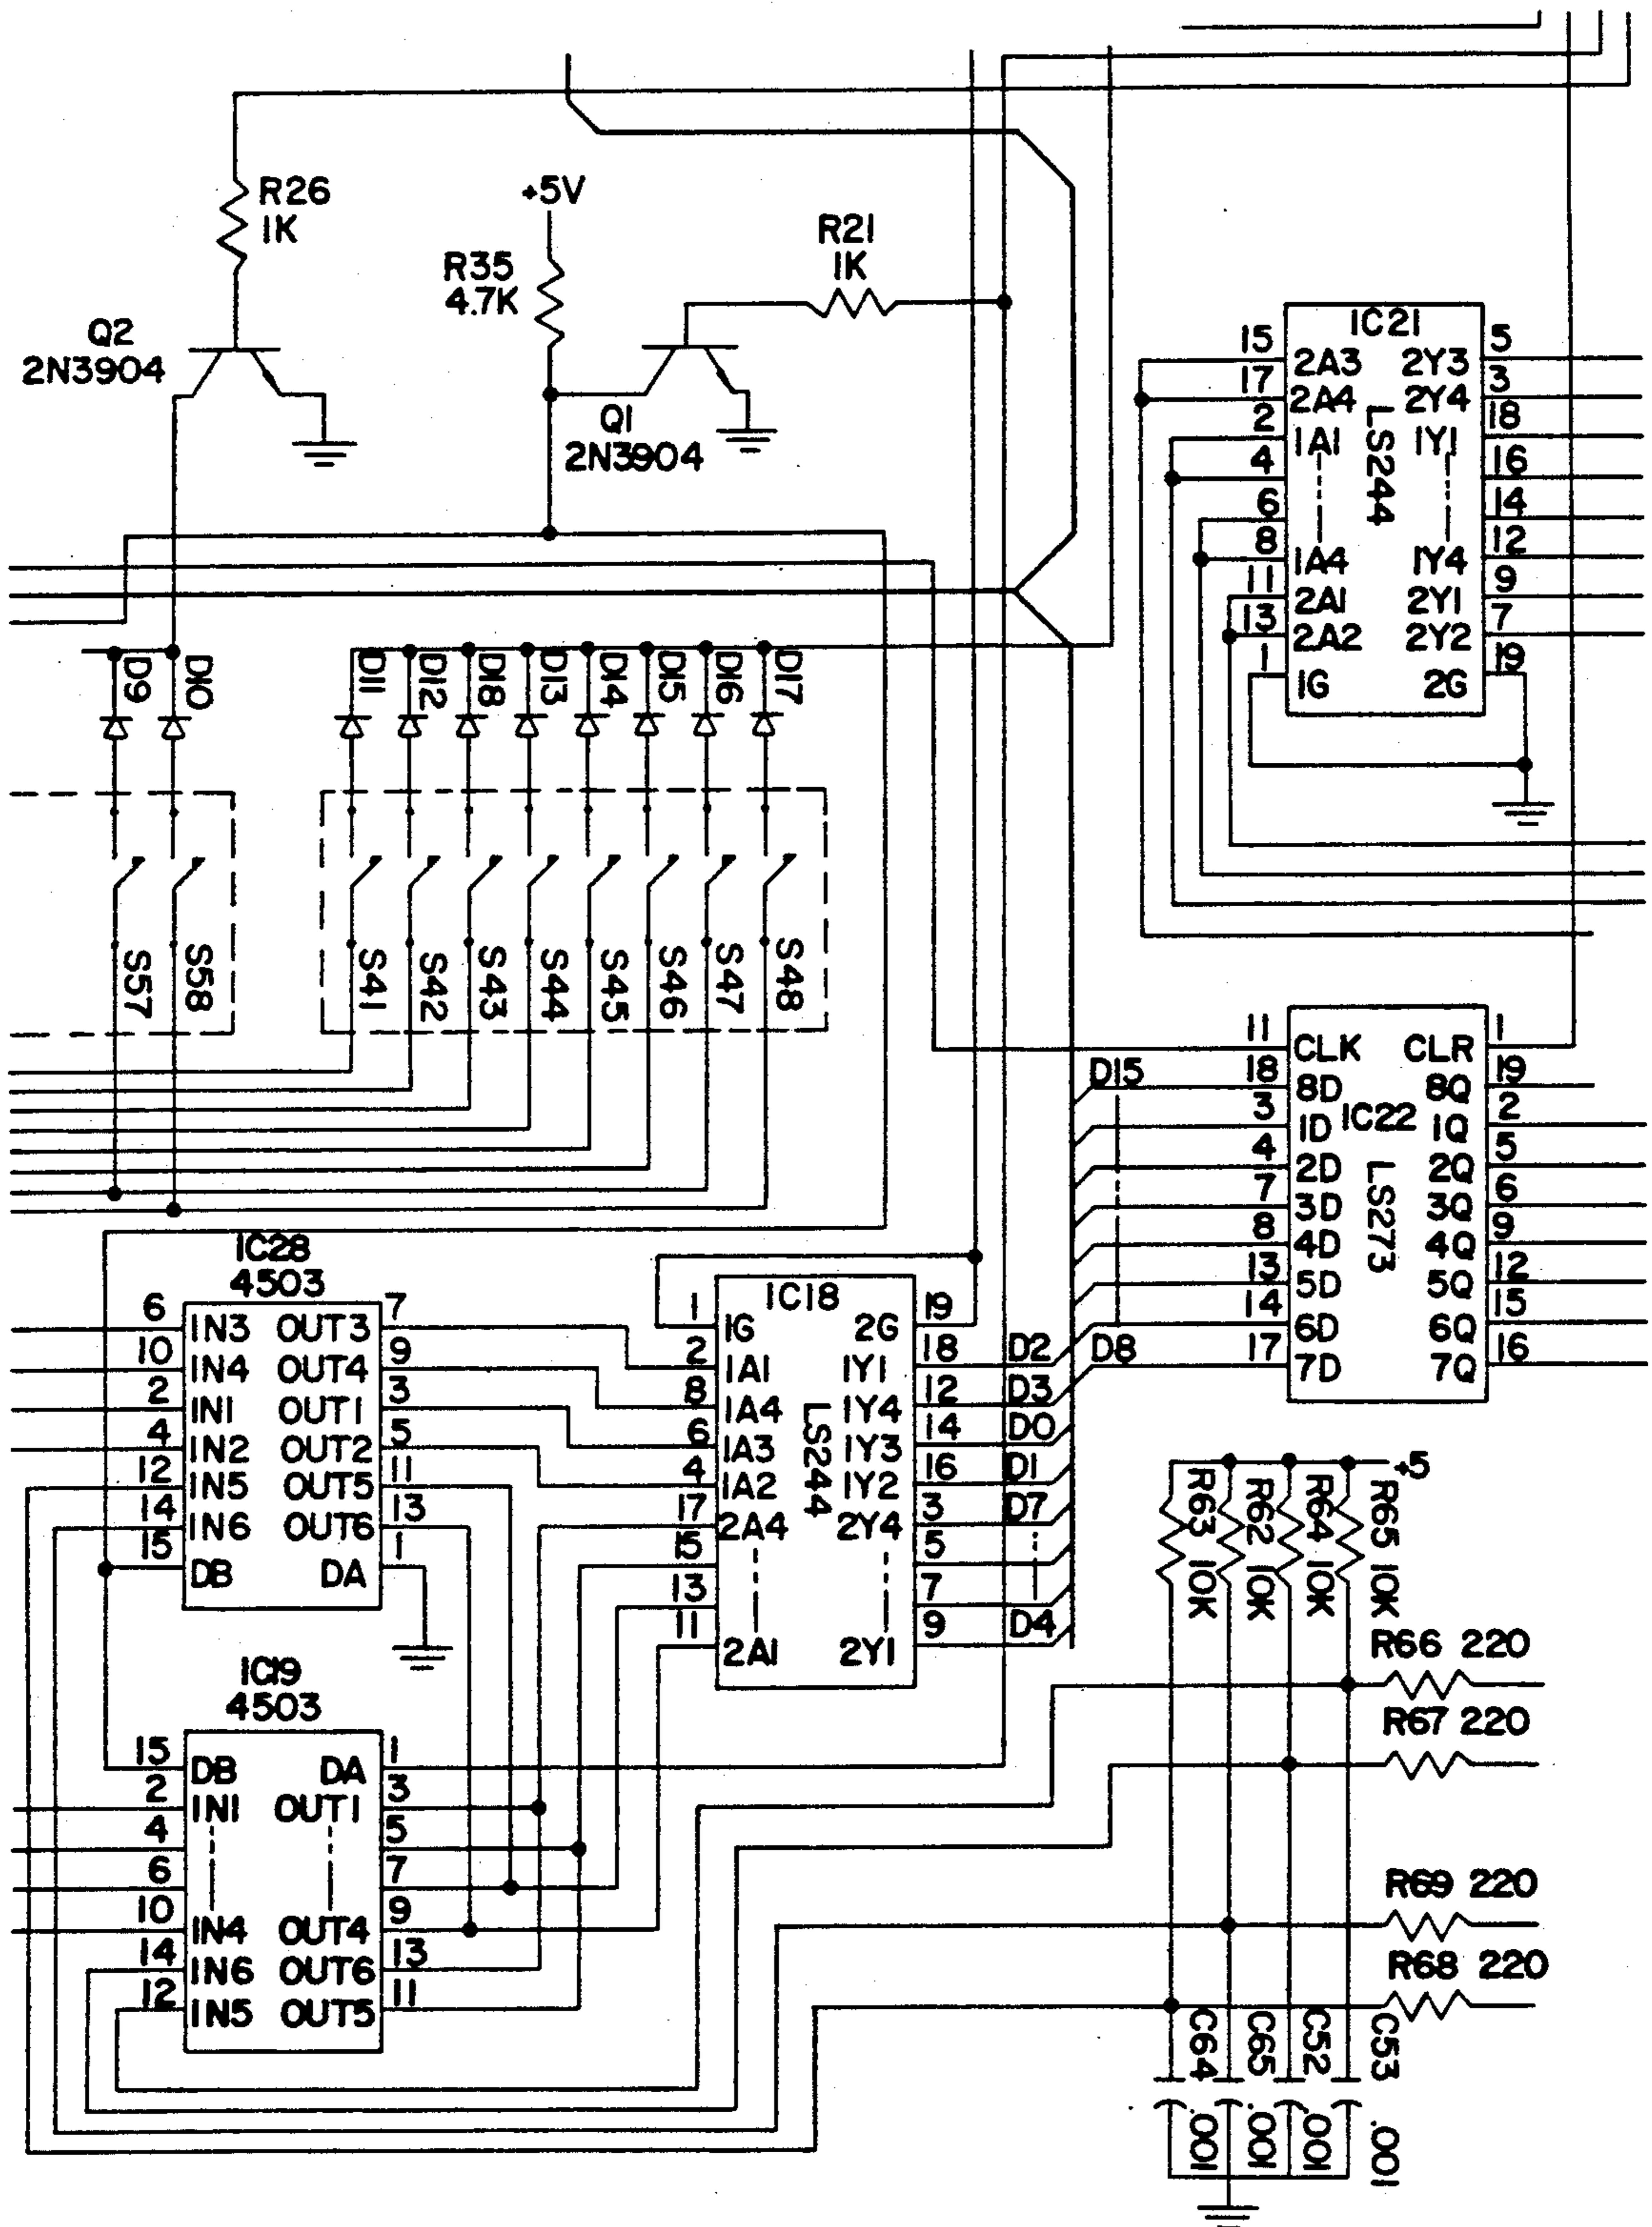 R26
1K
+5V
R35
4.7K
R21
1K
Q2
2N3904
Q1
2N3904
IC21
LS244
15 2A3 2Y3 5
17 2A4 2Y4 3
2 1A1 1Y1 18
4 16
6 14
8 1A4 1Y4 12
11 2A1 2Y1 9
13 2A2 2Y2 7
1 1G 2G 19
D9 D10 D11 D12 D18 D13 D14 D15 D16 D17
S57 S58 S41 S42 S43 S44 S45 S46 S47 S48
IC22
LS273
11 CLK CLR 1
D15 18 8D 8Q 19
3 1D 1Q 2
4 2D 2Q 5
7 3D 3Q 6
8 4D 4Q 9
13 5D 5Q 12
14 6D 6Q 15
D8 17 7D 7Q 16
IC28
4503
6 IN3 OUT3 7
10 IN4 OUT4 9
2 IN1 OUT1 3
4 IN2 OUT2 5
12 IN5 OUT5 11
14 IN6 OUT6 13
15 DB DA 1
IC18
LS244
1 1G 2G 19
2 1A1 1Y1 18 D2
8 1A4 1Y4 12 D3
6 1A3 1Y3 14 D0
4 1A2 1Y2 16 D1
17 2A4 2Y4 3 D7
15 5
13 7
11 2A1 2Y1 9 D4
+5
R63 10K R62 10K R64 10K R65 10K
R66 220
R67 220
R69 220
R68 220
IC19
4503
15 DB DA 1
2 IN1 OUT1 3
4 5
6 7
10 IN4 OUT4 9
14 IN6 OUT6 13
12 IN5 OUT5 11
C64 C65 C52 C53
.001 .001 .001 .001